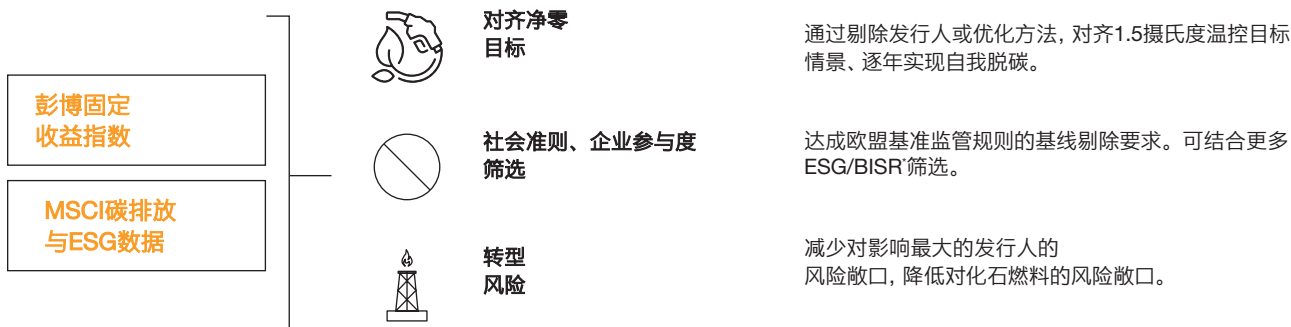 彭博固定
收益指数
MSCI碳排放
与ESG数据
对齐净零
目标
通过剔除发行人或优化方法, 对齐1.5摄氏度温控目标
情景、逐年实现自我脱碳。
社会准则、企业参与度
筛选
达成欧盟基准监管规则的基线剔除要求。可结合更多
ESG/BISR*筛选。
转型
风险
减少对影响最大的发行人的
风险敞口, 降低对化石燃料的风险敞口。